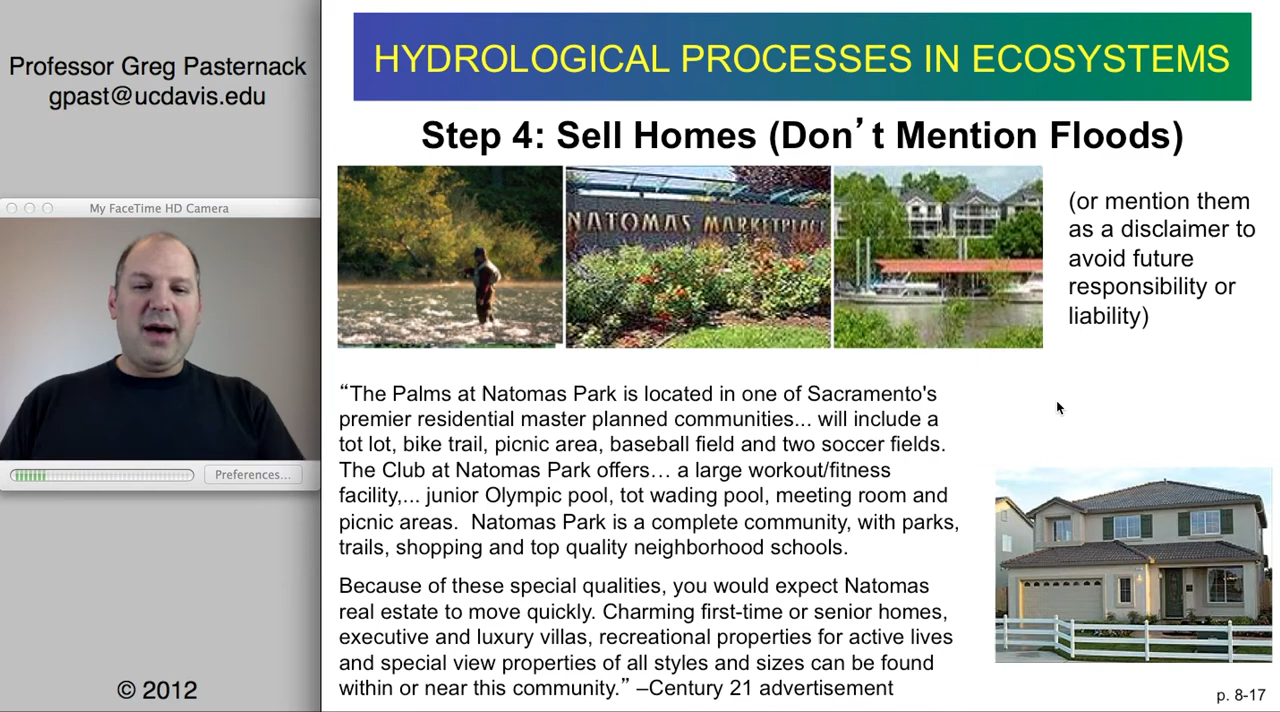 Professor Greg Pasternack
gpast@ucdavis.edu
My FaceTime HD Camera
Preferences...
© 2012
HYDROLOGICAL PROCESSES IN ECOSYSTEMS
Step 4: Sell Homes (Don’t Mention Floods)
NATOMAS MARKETPLACE
(or mention them
as a disclaimer to
avoid future
responsibility or
liability)
“The Palms at Natomas Park is located in one of Sacramento's
premier residential master planned communities... will include a
tot lot, bike trail, picnic area, baseball field and two soccer fields.
The Club at Natomas Park offers… a large workout/fitness
facility,... junior Olympic pool, tot wading pool, meeting room and
picnic areas.  Natomas Park is a complete community, with parks,
trails, shopping and top quality neighborhood schools.
Because of these special qualities, you would expect Natomas
real estate to move quickly. Charming first-time or senior homes,
executive and luxury villas, recreational properties for active lives
and special view properties of all styles and sizes can be found
within or near this community.” –Century 21 advertisement
p. 8-17